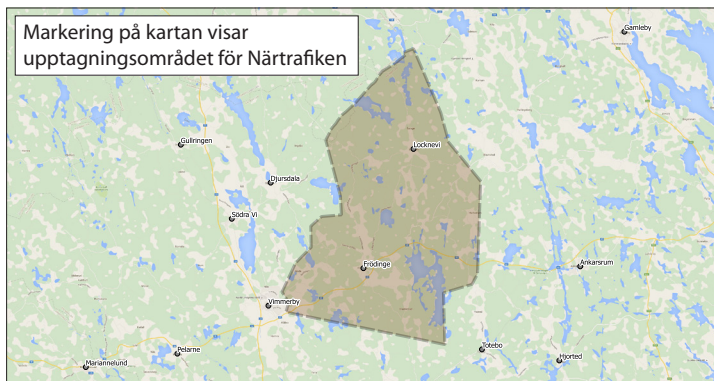 Markering på kartan visar
upptagningsområdet för Närtrafiken
Gamleby
Gullringen
Locknevi
Djursdala
Södra Vi
Frödinge
Ankarsrum
Vimmerby
Totebo
Pelarne
Hjorted
Mariannelund